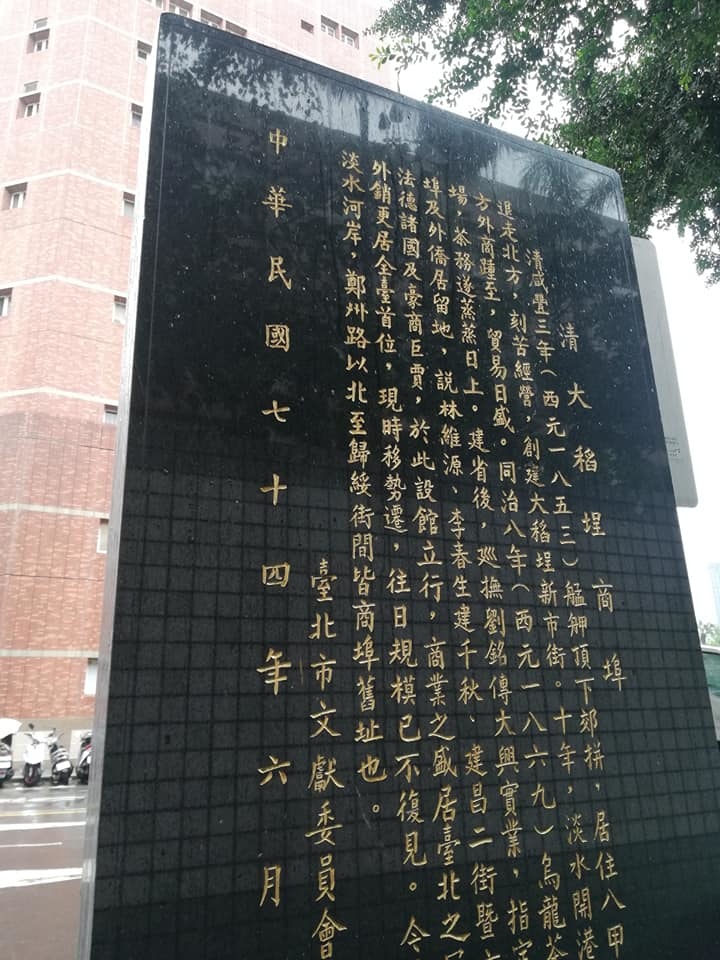 清大稻埕商埠
清咸豐三年（西元一八五三）艋舺頂下郊拼，居住八甲
退走北方，刻苦經營，創建大稻埕新市街。十年，淡水開港
方外商踵至，貿易日盛。同治八年（西元一八六九）烏龍茶
場，茶務遂蒸蒸日上。建省後，巡撫劉銘傳大興實業，指定
埠及外僑居留地，說林維源、李春生建千秋、建昌二街暨
法德諸國及豪商巨賈，於此設館立行，商業之盛居臺北之
外銷更居全臺首位，現時移勢遷，往日規模已不復見。令
淡水河岸，鄭州路以北至歸綏街間皆商埠舊址也。
臺北市文獻委員會
中華民國七十四年六月